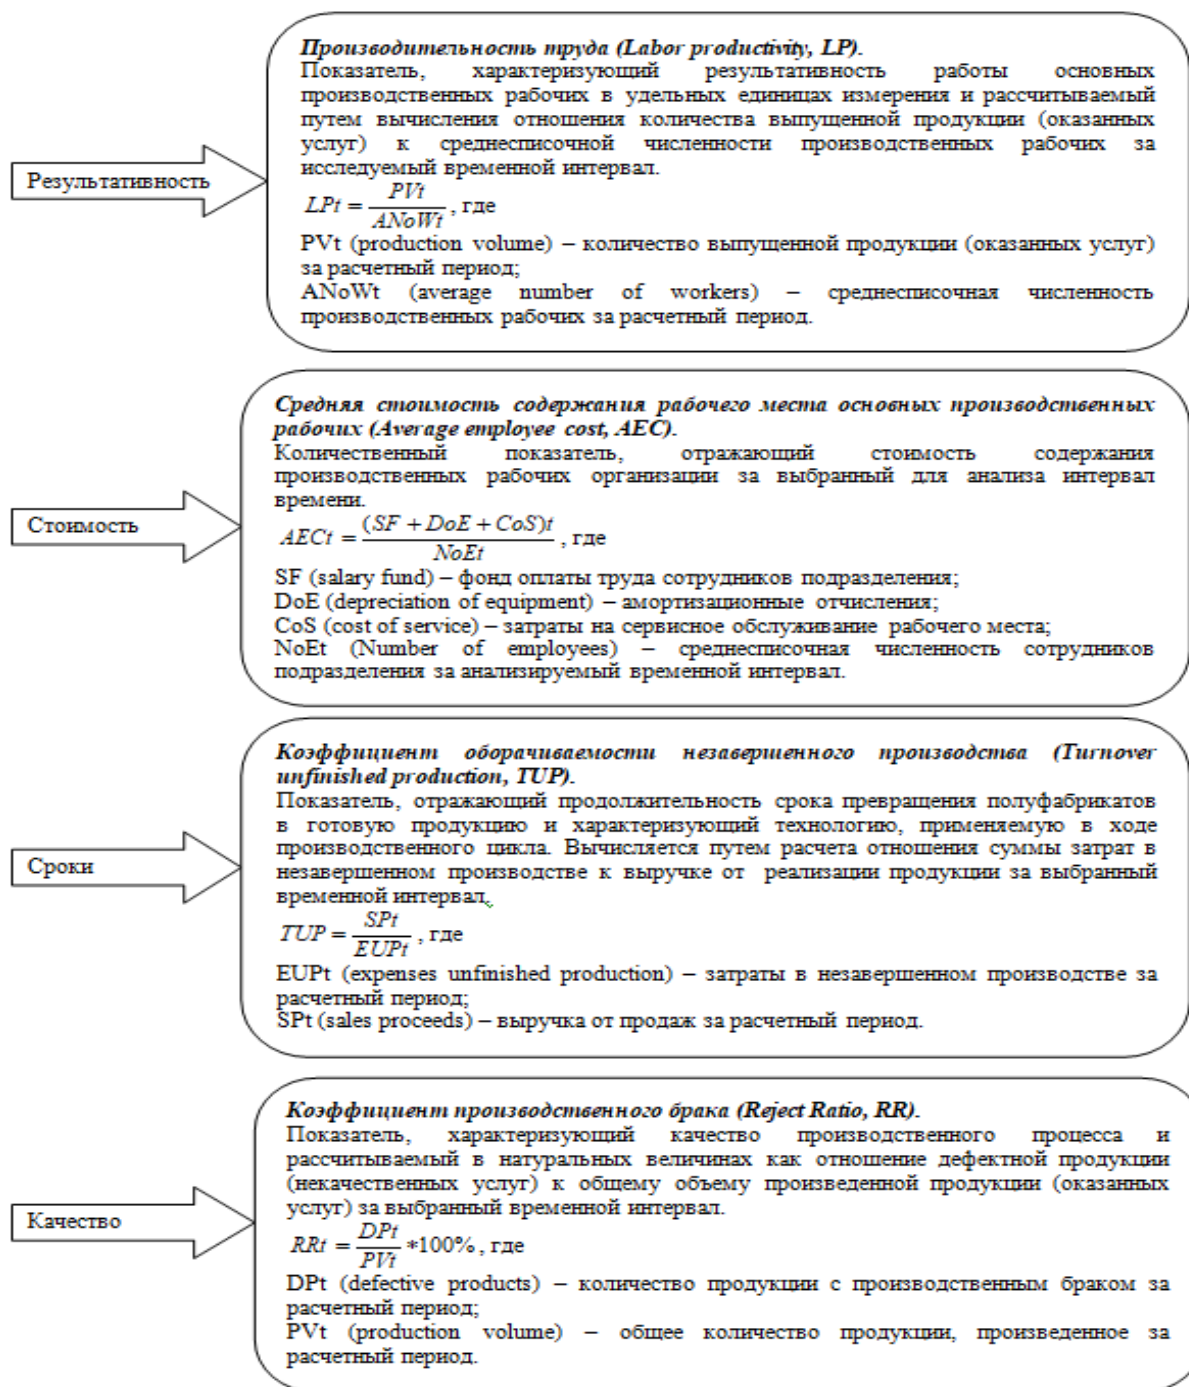 Производительность труда (Labor productivity, LP).
Показатель, характеризующий результативность работы основных
производственных рабочих в удельных единицах измерения и рассчитываемый
путем вычисления отношения количества выпущенной продукции (оказанных
услуг) к среднесписочной численности производственных рабочих за
исследуемый временной интервал.
Результативность
LPt = PVt / ANoWt , где
PVt (production volume) – количество выпущенной продукции (оказанных услуг)
за расчетный период;
ANoWt (average number of workers) – среднесписочная численность
производственных рабочих за расчетный период.
Средняя стоимость содержания рабочего места основных производственных
рабочих (Average employee cost, AEC).
Количественный показатель, отражающий стоимость содержания
производственных рабочих организации за выбранный для анализа интервал
времени.
Стоимость
AECt = (SF + DoE + CoS)t / NoEt , где
SF (salary fund) – фонд оплаты труда сотрудников подразделения;
DoE (depreciation of equipment) – амортизационные отчисления;
CoS (cost of service) – затраты на сервисное обслуживание рабочего места;
NoEt (Number of employees) – среднесписочная численность сотрудников
подразделения за анализируемый временной интервал.
Коэффициент оборачиваемости незавершенного производства (Turnover
unfinished production, TUP).
Показатель, отражающий продолжительность срока превращения полуфабрикатов
в готовую продукцию и характеризующий технологию, применяемую в ходе
производственного цикла. Вычисляется путем расчета отношения суммы затрат в
незавершенном производстве к выручке от реализации продукции за выбранный
временной интервал.
Сроки
TUP = SPt / EUPt , где
EUPt (expenses unfinished production) – затраты в незавершенном производстве за
расчетный период;
SPt (sales proceeds) – выручка от продаж за расчетный период.
Коэффициент производственного брака (Reject Ratio, RR).
Показатель, характеризующий качество производственного процесса и
рассчитываемый в натуральных величинах как отношение дефектной продукции
(некачественных услуг) к общему объему произведенной продукции (оказанных
услуг) за выбранный временной интервал.
Качество
RRt = DPt / PVt *100% , где
DPt (defective products) – количество продукции с производственным браком за
расчетный период;
PVt (production volume) – общее количество продукции, произведенное за
расчетный период.